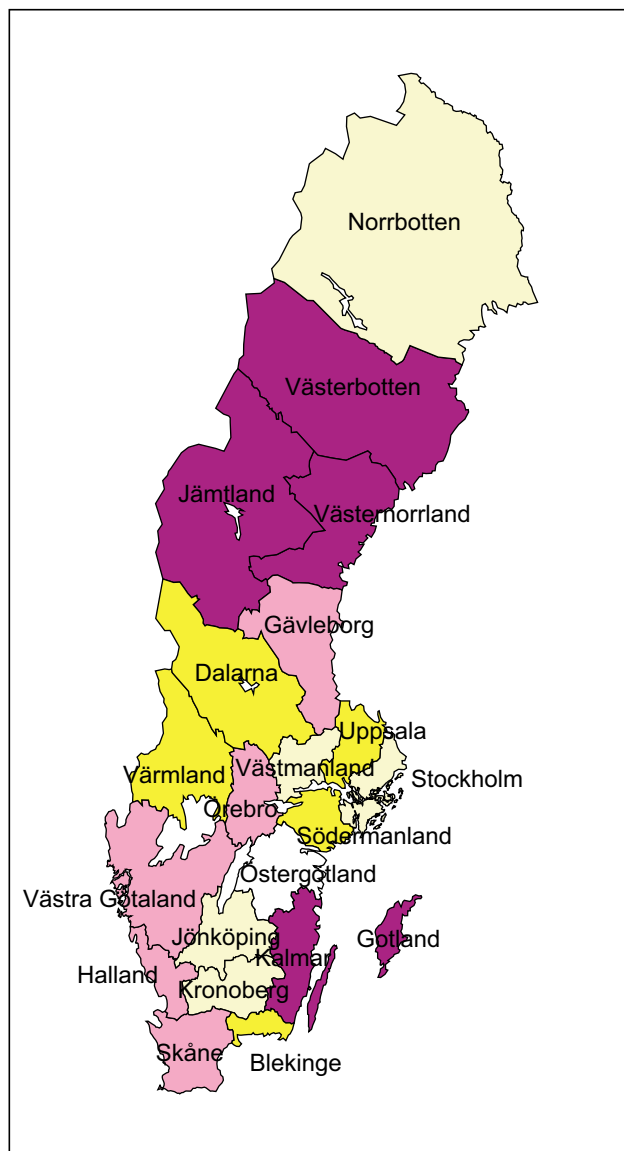 Norrbotten
Västerbotten
Jämtland
Västernorrland
Gävleborg
Dalarna
Uppsala
Värmland
Västmanland
Stockholm
Örebro
Södermanland
Östergötland
Västra Götaland
Jönköping
Gotland
Kalmar
Halland
Kronoberg
Skåne
Blekinge